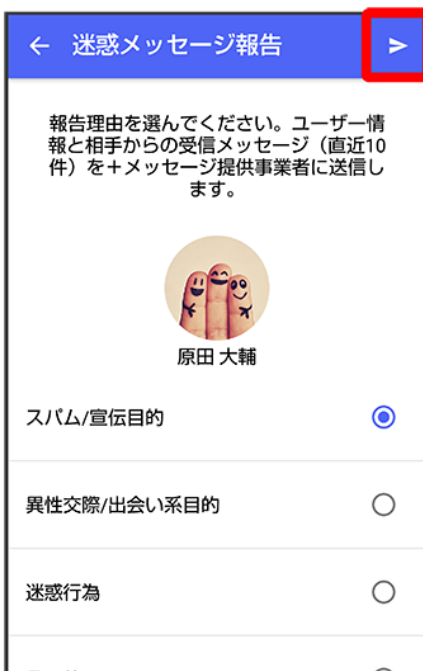 迷惑メッセージ報告
報告理由を選んでください。ユーザー情
報と相手からの受信メッセージ（直近10
件）を＋メッセージ提供事業者に送信し
ます。
原田 大輔
スパム/宣伝目的
異性交際/出会い系目的
迷惑行為